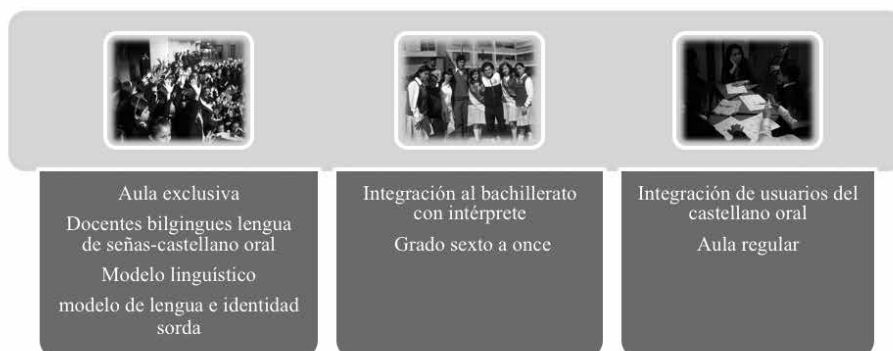 Aula exclusiva
Docentes bilgingues lengua
de señas-castellano oral
Modelo linguístico
modelo de lengua e identidad
sorda
Integración al bachillerato
con intérprete
Grado sexto a once
Integración de usuarios del
castellano oral
Aula regular